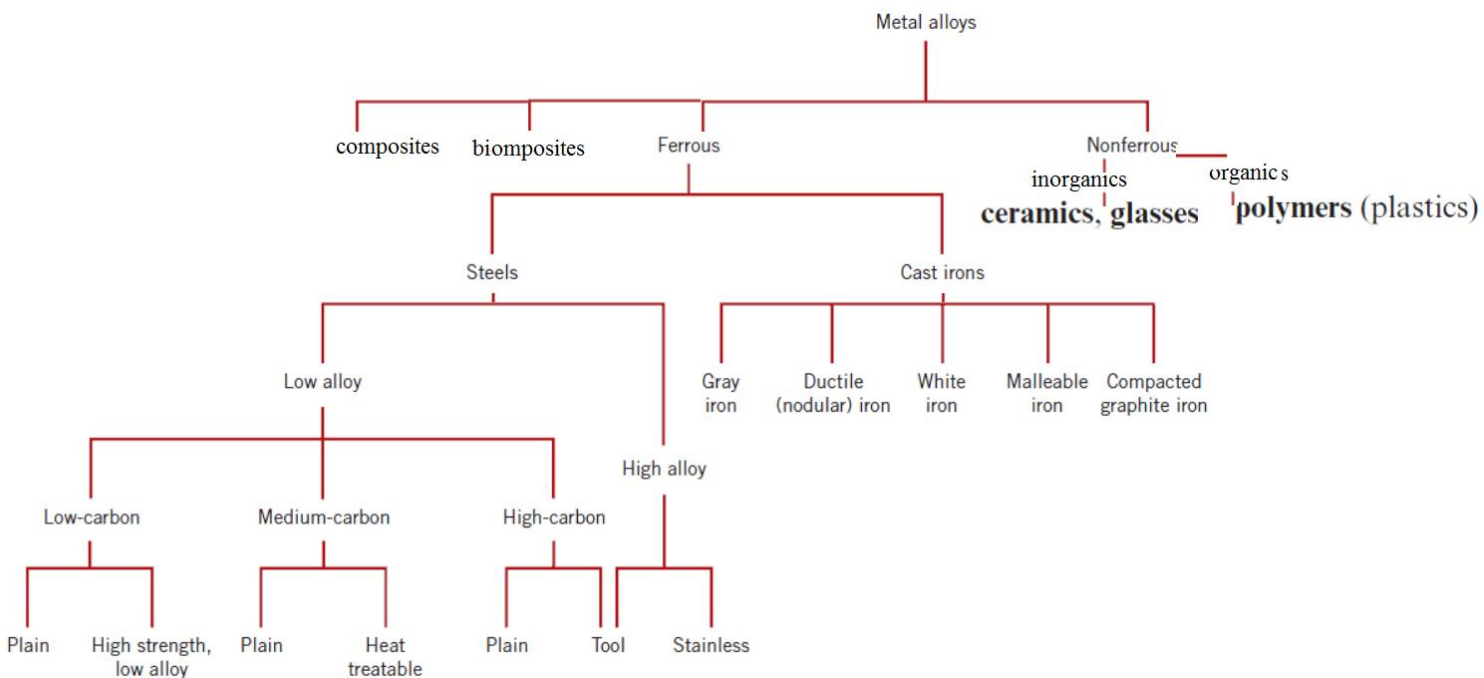 Metal alloys
composites
biomposites
Ferrous
Nonferrous
inorganics
organics
ceramics, glasses
polymers (plastics)
Steels
Cast irons
Low alloy
Gray
iron
Ductile
(nodular) iron
White
iron
Malleable
iron
Compacted
graphite iron
High alloy
Low-carbon
Medium-carbon
High-carbon
Plain
High strength,
low alloy
Plain
Heat
treatable
Plain
Tool
Stainless